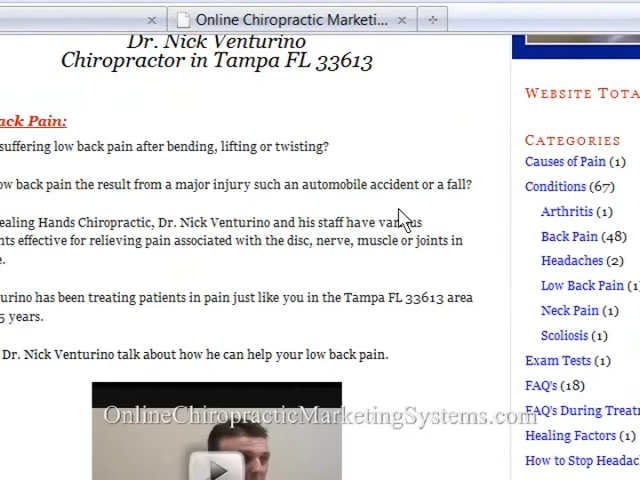 Online Chiropractic Marketi...
Dr. Nick Venturino
Chiropractor in Tampa FL 33613
ack Pain:
suffering low back pain after bending, lifting or twisting?
ow back pain the result from a major injury such an automobile accident or a fall?
ealing Hands Chiropractic, Dr. Nick Venturino and his staff have various
nts effective for relieving pain associated with the disc, nerve, muscle or joints in
e.
urino has been treating patients in pain just like you in the Tampa FL 33613 area
5 years.
Dr. Nick Venturino talk about how he can help your low back pain.
OnlineChiropracticMarketingSystems.com
WEBSITE TOTA
CATEGORIES
Causes of Pain (1)
Conditions (67)
Arthritis (1)
Back Pain (48)
Headaches (2)
Low Back Pain (1)
Neck Pain (1)
Scoliosis (1)
Exam Tests (1)
FAQ's (18)
FAQ's During Treatm
Healing Factors (1)
How to Stop Headac